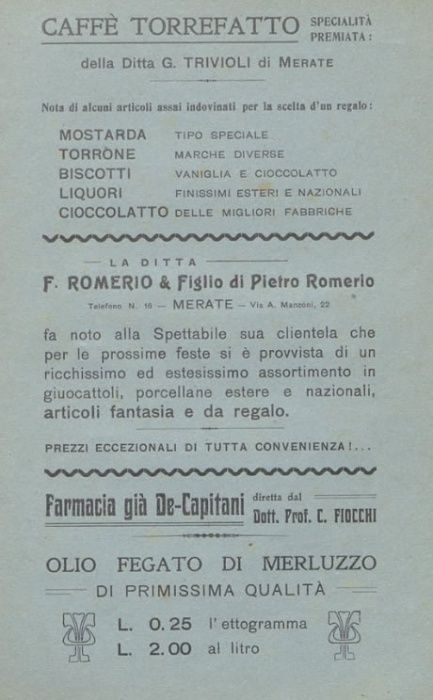 CAFFÈ TORREFATTO SPECIALITÀ PREMIATA:
della Ditta G. TRIVIOLI di MERATE
Nota di alcuni articoli assai indovinati per la scelta d'un regalo:
MOSTARDA TIPO SPECIALE
TORRONE MARCHE DIVERSE
BISCOTTI VANIGLIA E CIOCCOLATTO
LIQUORI FINISSIMI ESTERI E NAZIONALI
CIOCCOLATTO DELLE MIGLIORI FABBRICHE
LA DITTA
F. ROMERIO & Figlio di Pietro Romerio
Telefono N. 16 — MERATE — Via A. Manzoni, 22
fa noto alla Spettabile sua clientela che
per le prossime feste si è provvista di un
ricchissimo ed estesissimo assortimento in
giuocattoli, porcellane estere e nazionali,
articoli fantasia e da regalo.
PREZZI ECCEZIONALI DI TUTTA CONVENIENZA!...
Farmacia già De-Capitani diretta dal Dott. Prof. C. FIOCCHI
OLIO FEGATO DI MERLUZZO
DI PRIMISSIMA QUALITÀ
L. 0.25 l'ettogramma
L. 2.00 al litro